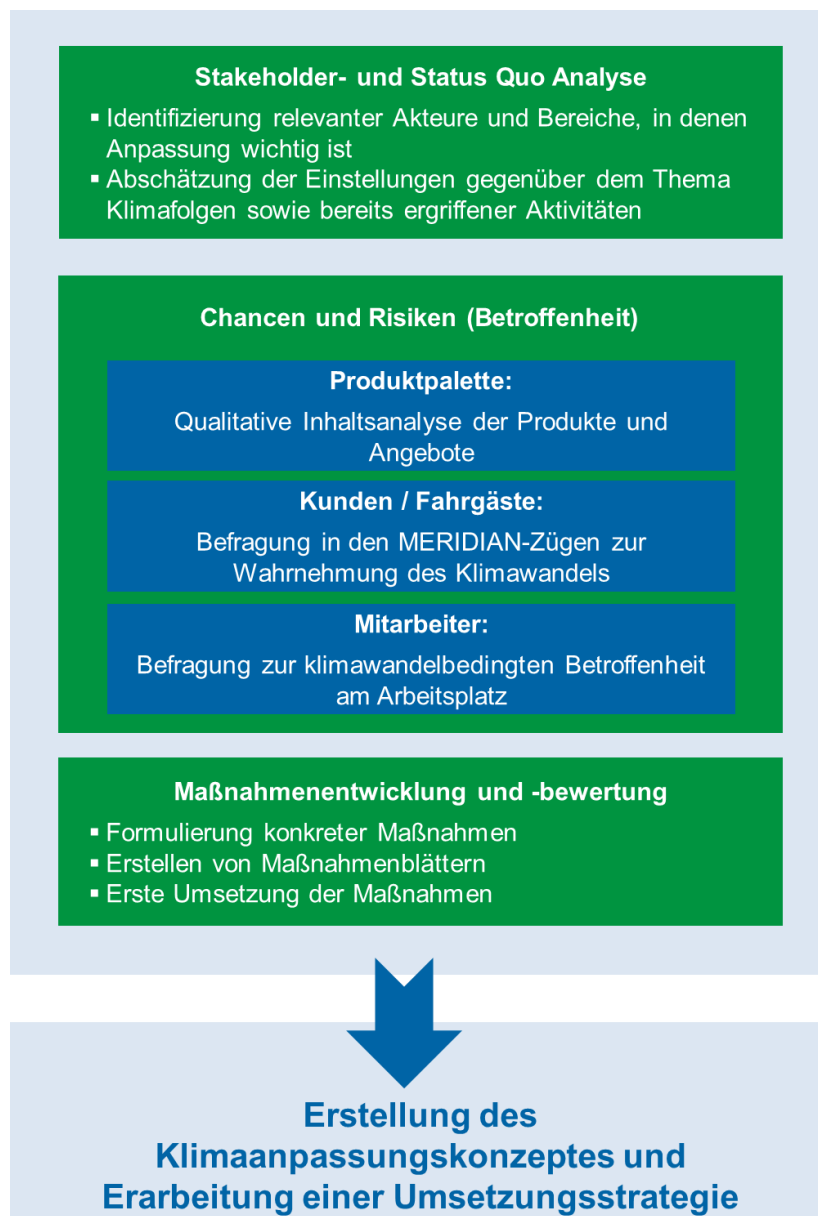 Stakeholder- und Status Quo Analyse
▪ Identifizierung relevanter Akteure und Bereiche, in denen
Anpassung wichtig ist
▪ Abschätzung der Einstellungen gegenüber dem Thema
Klimafolgen sowie bereits ergriffener Aktivitäten
Chancen und Risiken (Betroffenheit)
Produktpalette:
Qualitative Inhaltsanalyse der Produkte und
Angebote
Kunden / Fahrgäste:
Befragung in den MERIDIAN-Zügen zur
Wahrnehmung des Klimawandels
Mitarbeiter:
Befragung zur klimawandelbedingten Betroffenheit
am Arbeitsplatz
Maßnahmenentwicklung und -bewertung
▪ Formulierung konkreter Maßnahmen
▪ Erstellen von Maßnahmenblättern
▪ Erste Umsetzung der Maßnahmen
Erstellung des
Klimaanpassungskonzeptes und
Erarbeitung einer Umsetzungsstrategie